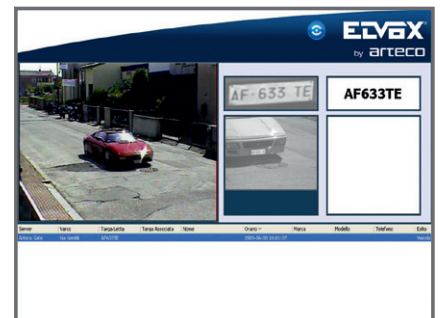 ELVOX
by arteco
AF 633 TE
AF633TE
Server Varco Targa Letta Targa Associata Nome Orario Marca Modello Telefono Esito
AF633TE